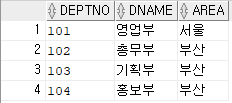 DEPTNO DNAME AREA
1 101 영업부 서울
2 102 총무부 부산
3 103 기획부 부산
4 104 홍보부 부산